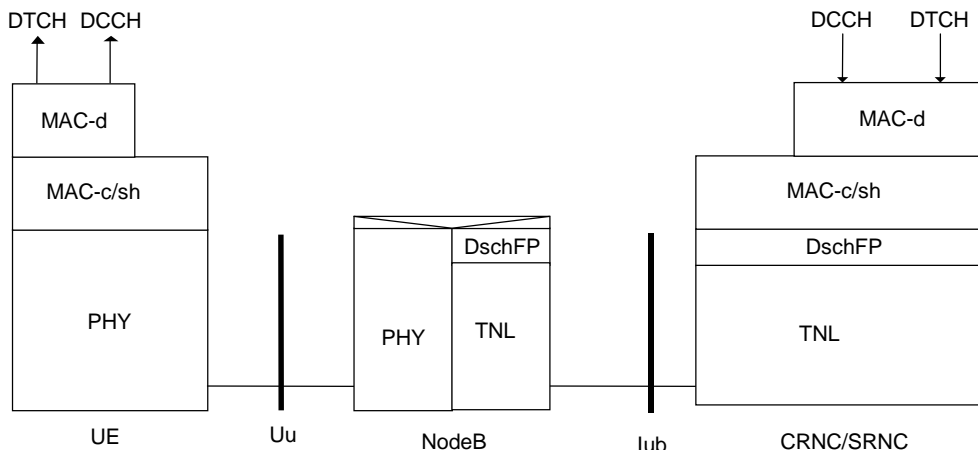 DTCH DCCH
DCCH DTCH
MAC-d
MAC-d
MAC-c/sh
MAC-c/sh
DschFP
DschFP
PHY
PHY
TNL
TNL
UE
Uu
NodeB
Iub
CRNC/SRNC